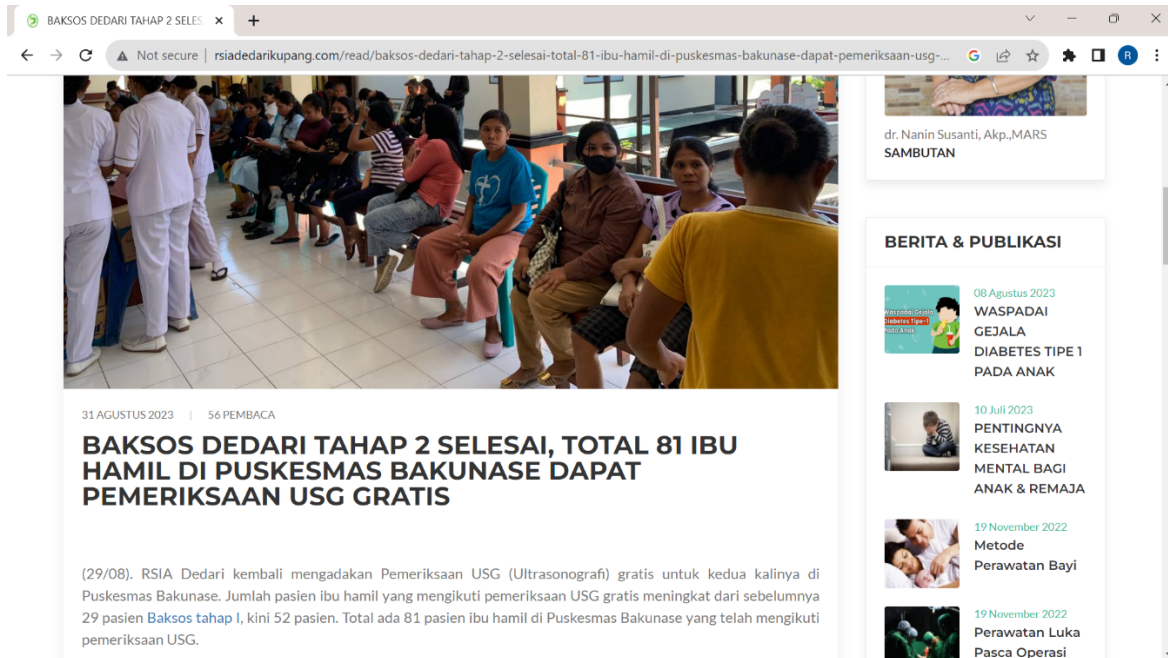 BAKSOS DEDARI TAHAP 2 SELES
Not secure | rsiadedarikupang.com/read/baksos-dedari-tahap-2-selesai-total-81-ibu-hamil-di-puskesmas-bakunase-dapat-pemeriksaan-usg-...
R
dr. Nanin Susanti, Akp.,MARS
SAMBUTAN
31 AGUSTUS 2023 | 56 PEMBACA
BAKSOS DEDARI TAHAP 2 SELESAI, TOTAL 81 IBU
HAMIL DI PUSKESMAS BAKUNASE DAPAT
PEMERIKSAAN USG GRATIS
(29/08). RSIA Dedari kembali mengadakan Pemeriksaan USG (Ultrasonografi) gratis untuk kedua kalinya di
Puskesmas Bakunase. Jumlah pasien ibu hamil yang mengikuti pemeriksaan USG gratis meningkat dari sebelumnya
29 pasien Baksos tahap I, kini 52 pasien. Total ada 81 pasien ibu hamil di Puskesmas Bakunase yang telah mengikuti
pemeriksaan USG.
BERITA & PUBLIKASI
Waspadai Gejala
Diabetes Tipe-1
Pada Anak
08 Agustus 2023
WASPADAI
GEJALA
DIABETES TIPE 1
PADA ANAK
10 Juli 2023
PENTINGNYA
KESEHATAN
MENTAL BAGI
ANAK & REMAJA
19 November 2022
Metode
Perawatan Bayi
19 November 2022
Perawatan Luka
Pasca Operasi